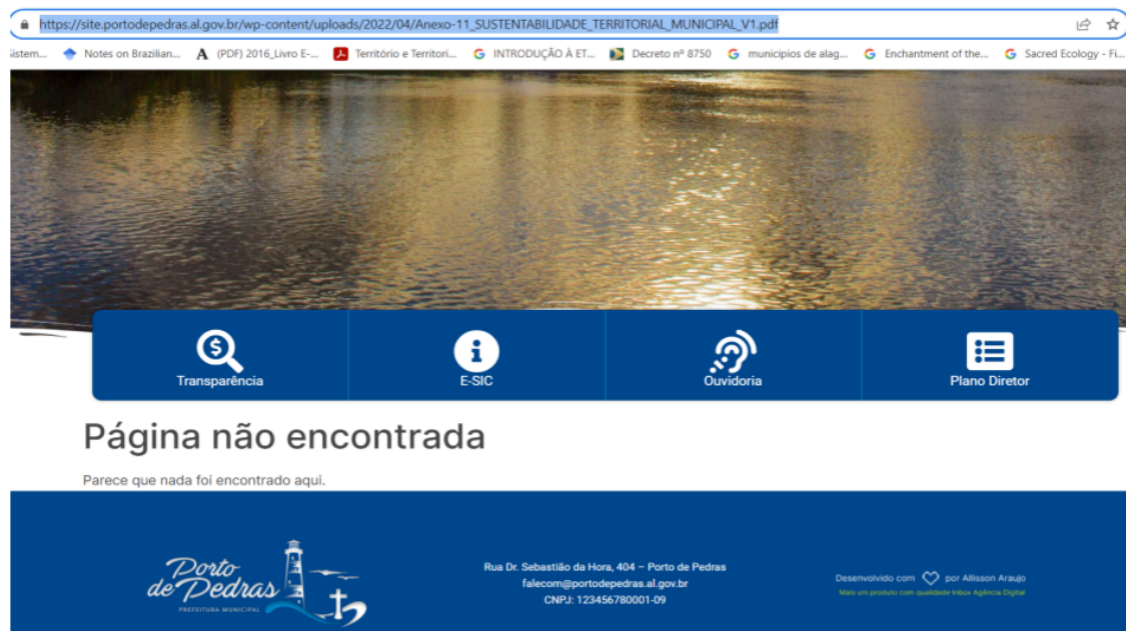 https://site.portodepedras.al.gov.br/wp-content/uploads/2022/04/Anexo-11_SUSTENTABILIDADE_TERRITORIAL_MUNICIPAL_V1.pdf
istem... Notes on Brazilian... A (PDF) 2016_Livro E-... Território e Territori... G INTRODUÇÃO À ET... Decreto nº 8750 G municipios de alag... G Enchantment of the... G Sacred Ecology - Fi...
Transparência E-SIC Ouvidoria Plano Diretor
Página não encontrada
Parece que nada foi encontrado aqui.
Porto
de Pedras
PREFEITURA MUNICIPAL
Rua Dr. Sebastião da Hora, 404 – Porto de Pedras
falecom@portodepedras.al.gov.br
CNPJ: 123456780001-09
Desenvolvido com por Allisson Araujo
Mais um produto com qualidade Inbox Agência Digital